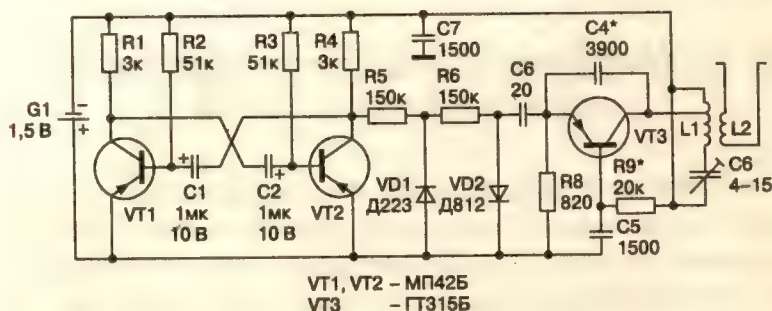 R1
3к
R2
51к
R3
51к
R4
3к
C7
1500
C4*
3900
R5
150к
R6
150к
C6
20
G1
1,5 В
−
+
VT1
+
C1
1мк
10 В
C2
1мк
10 В
+
VT2
VD1
Д223
VD2
Д812
R8
820
VT3
R9*
20к
C5
1500
L1
L2
C6
4–15
VT1, VT2 – МП42Б
VT3 – ГТ315Б